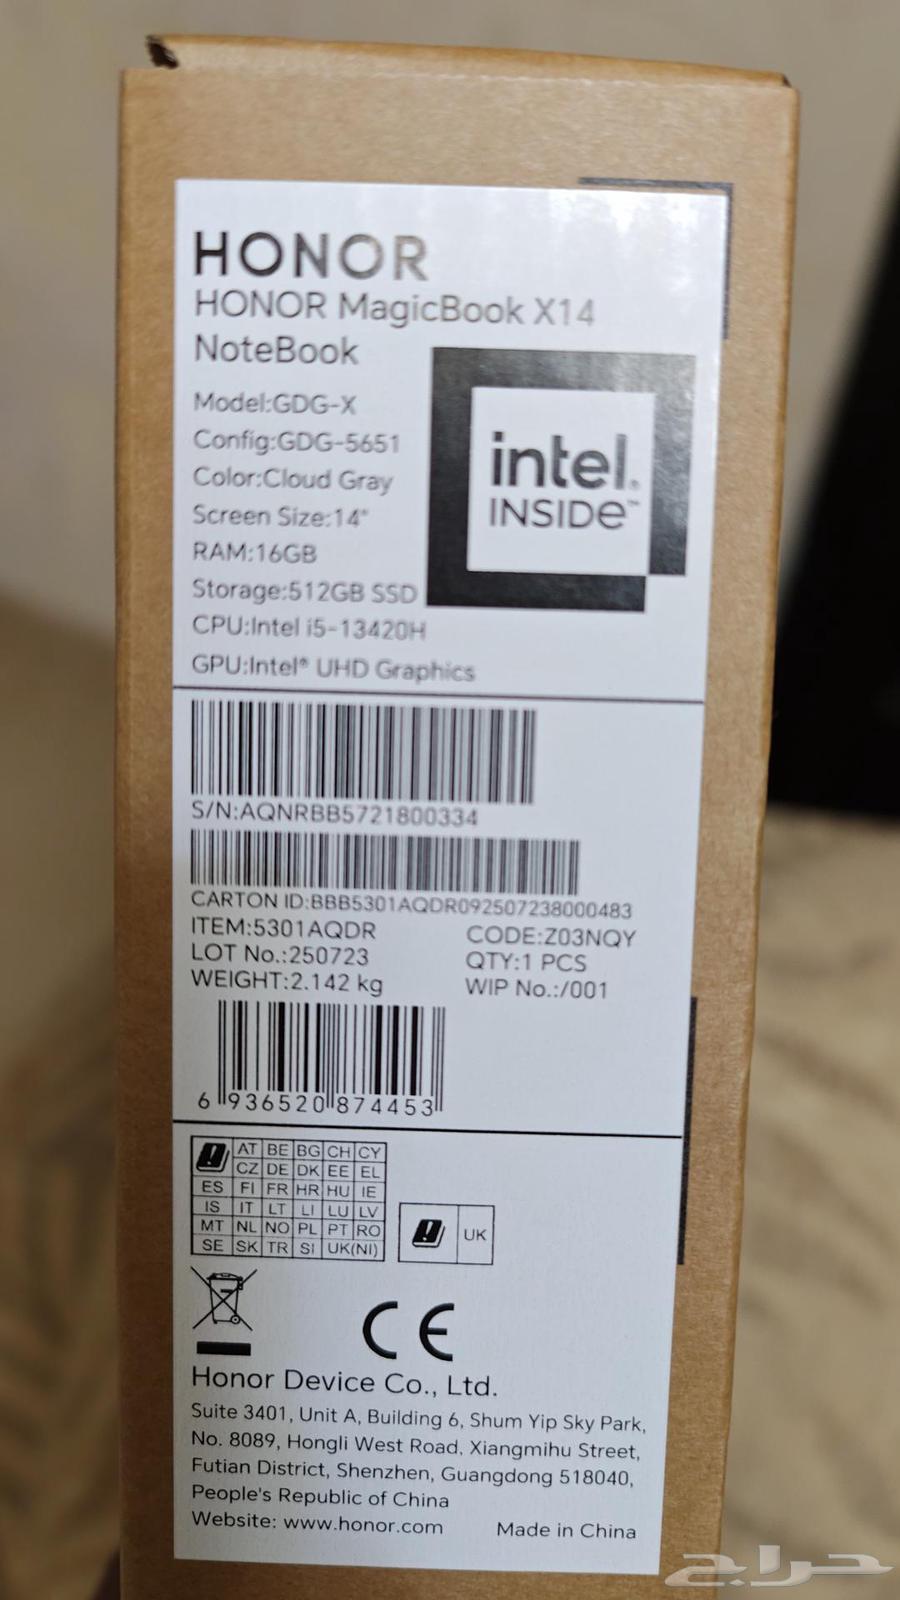 HONOR
HONOR MagicBook X14
NoteBook
Model:GDG-X
Config:GDG-5651
Color:Cloud Gray
Screen Size:14"
RAM:16GB
Storage:512GB SSD
CPU:Intel i5-13420H
GPU:Intel® UHD Graphics
intel.
INSIDE™
S/N:AQNRBB5721800334
CARTON ID:BBB5301AQDR092507238000483
ITEM:5301AQDR CODE:Z03NQY
LOT No.:250723 QTY:1 PCS
WEIGHT:2.142 kg WIP No.:/001
6 936520 874453
AT BE BG CH CY
CZ DE DK EE EL
ES FI FR HR HU IE
IS IT LT LI LU LV
MT NL NO PL PT RO
SE SK TR SI UK(NI)
UK
CE
Honor Device Co., Ltd.
Suite 3401, Unit A, Building 6, Shum Yip Sky Park,
No. 8089, Hongli West Road, Xiangmihu Street,
Futian District, Shenzhen, Guangdong 518040,
People's Republic of China
Website: www.honor.com Made in China
حراج